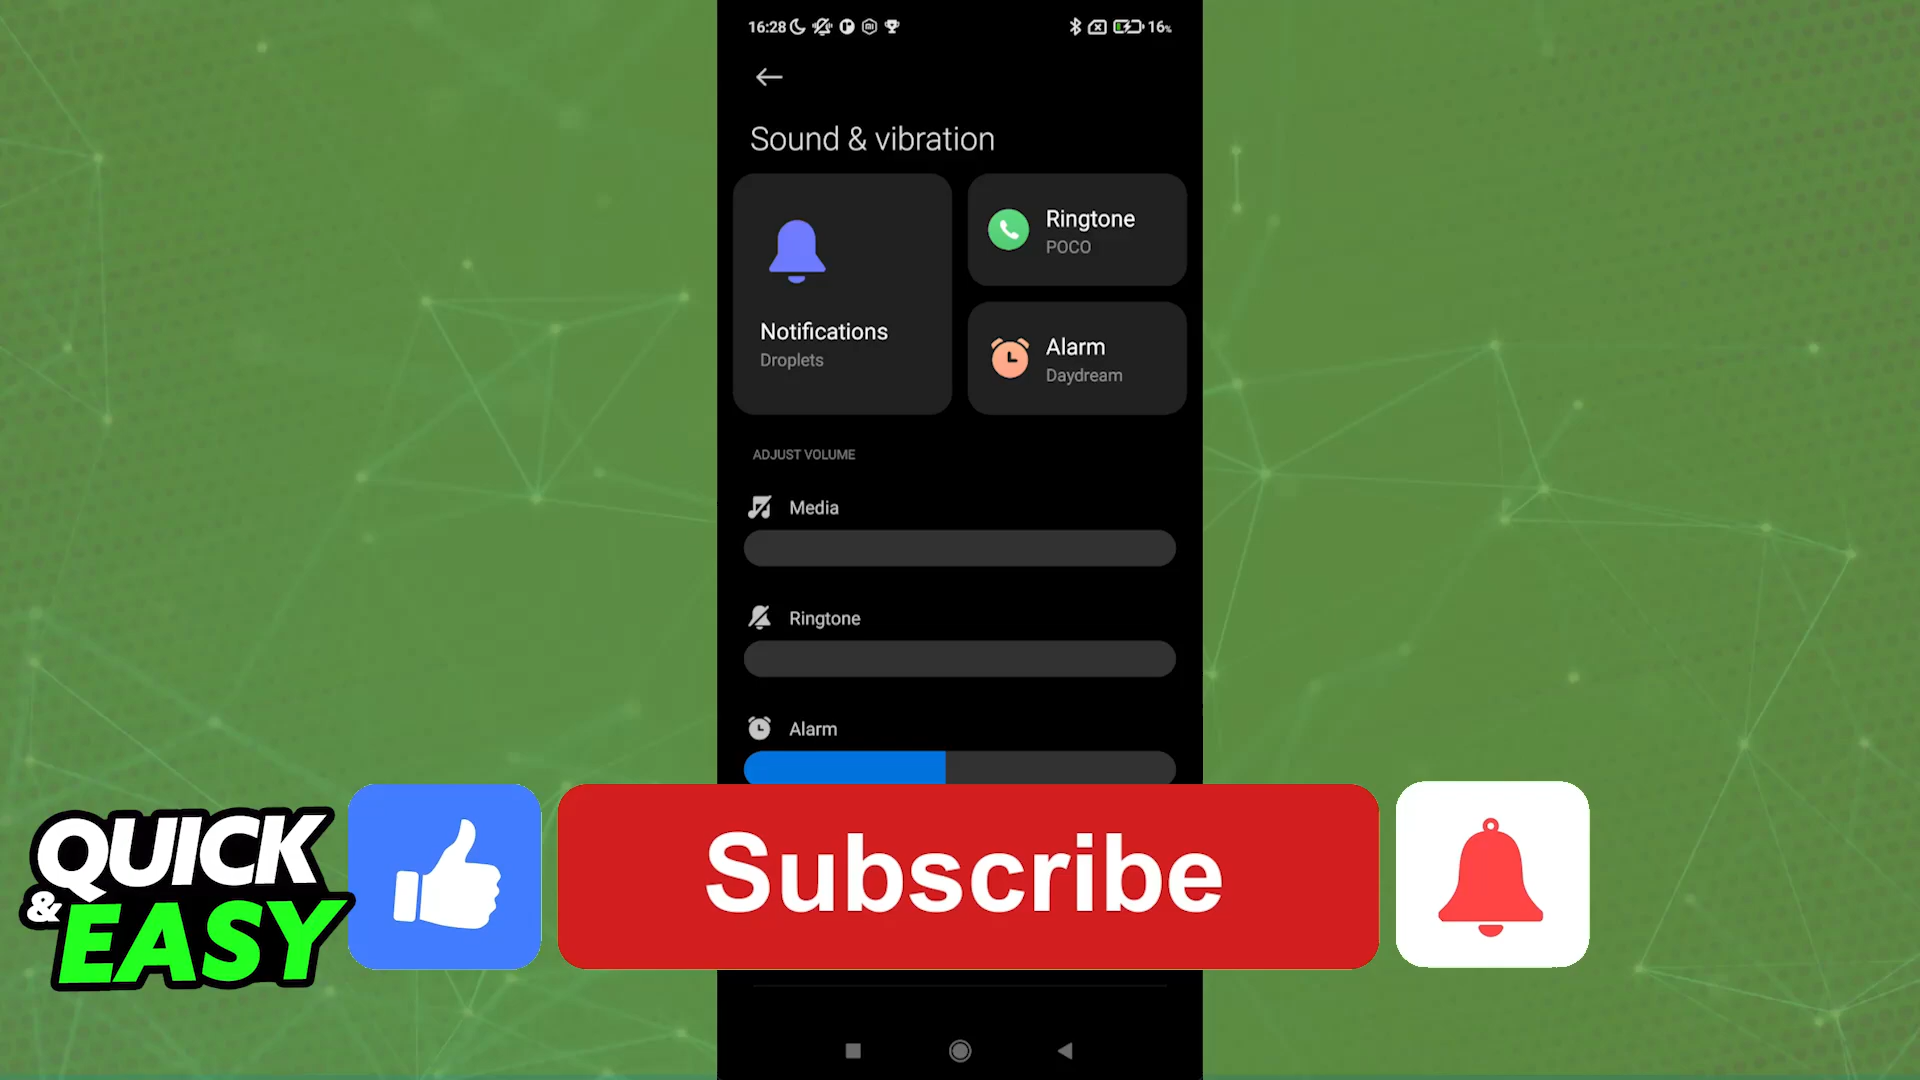 16:28
16%
Sound & vibration
Notifications
Droplets
Ringtone
POCO
Alarm
Daydream
ADJUST VOLUME
Media
Ringtone
Alarm
QUICK
& EASY
Subscribe